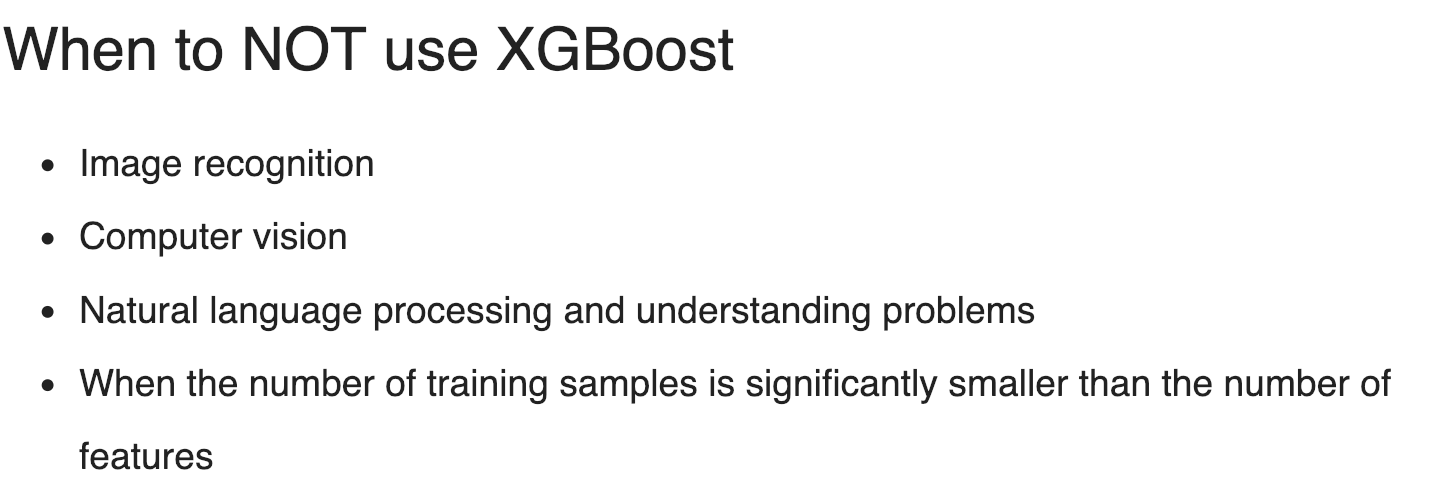 When to NOT use XGBoost
• Image recognition
• Computer vision
• Natural language processing and understanding problems
• When the number of training samples is significantly smaller than the number of
features